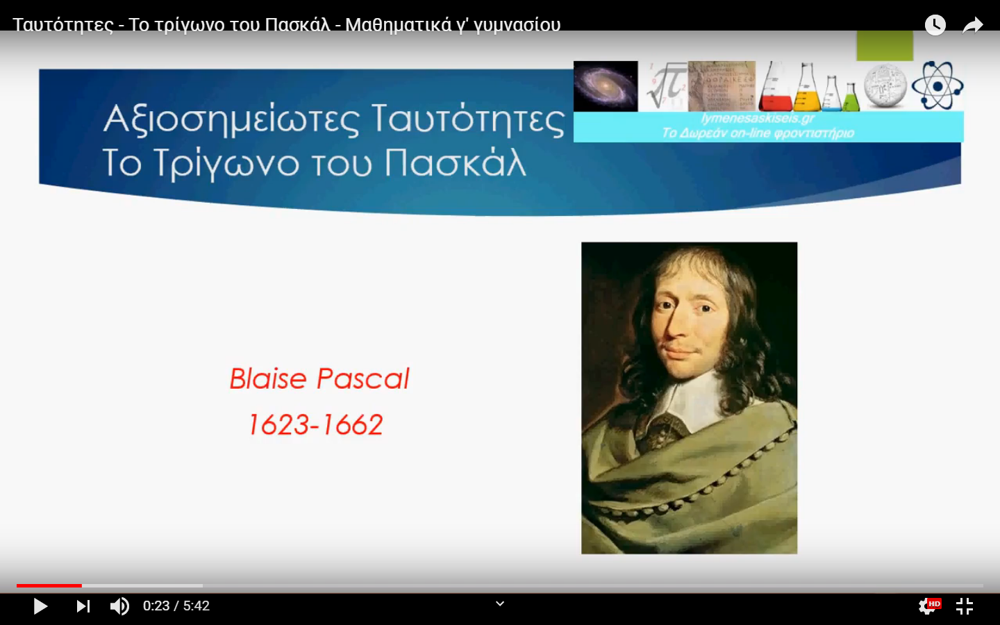 Ταυτότητες - Το τρίγωνο του Πασκάλ - Μαθηματικά γ' γυμνασίου
Αξιοσημείωτες Ταυτότητες
Το Τρίγωνο του Πασκάλ
lymenesaskiseis.gr
Το Δωρεάν on-line φροντιστήριο
Blaise Pascal
1623-1662
0:23 / 5:42
HD